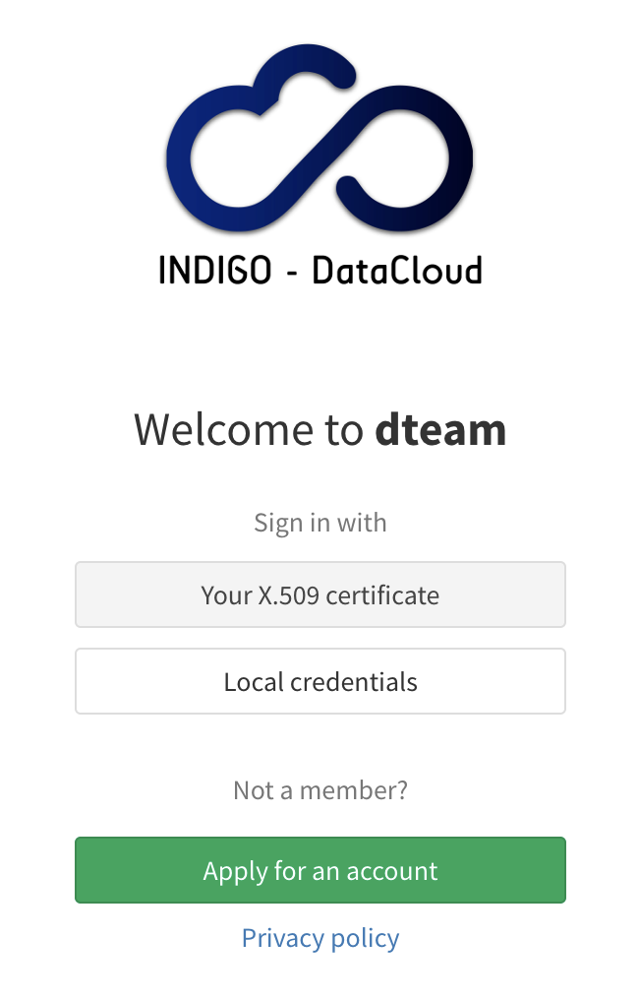 INDIGO - DataCloud
Welcome to dteam
Sign in with
Your X.509 certificate
Local credentials
Not a member?
Apply for an account
Privacy policy